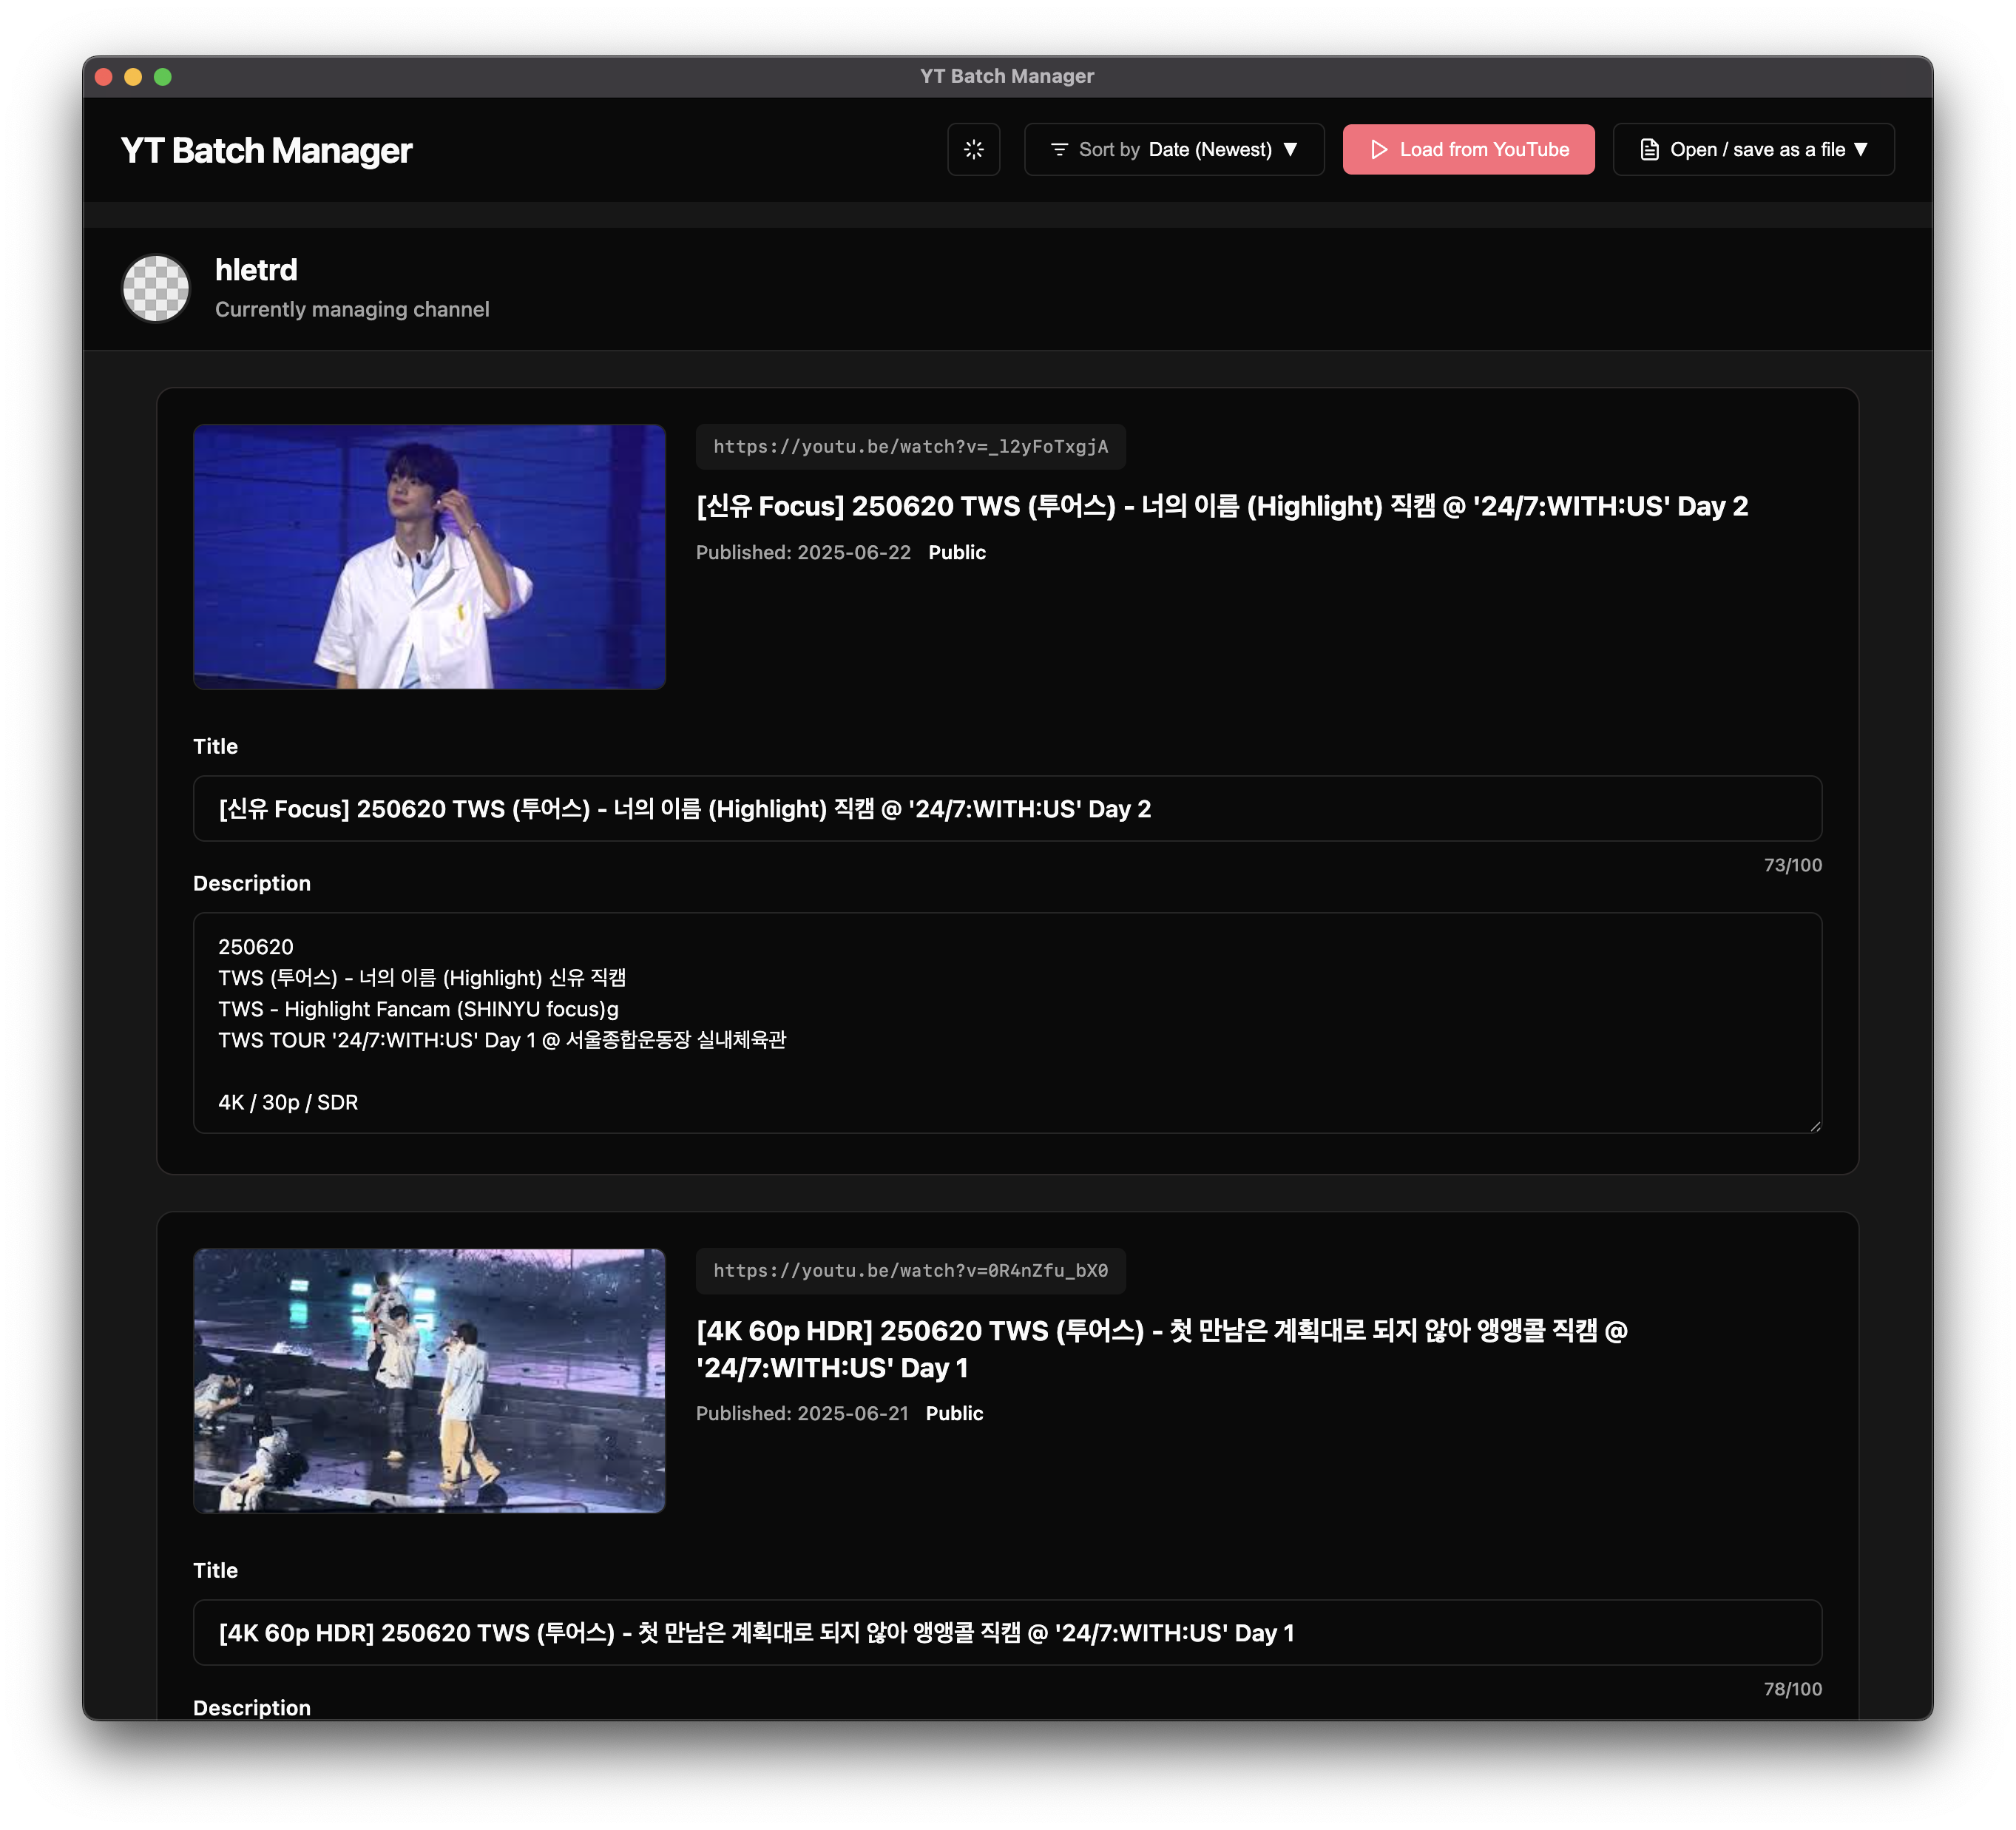 YT Batch Manager
YT Batch Manager
Sort by Date (Newest) ▼
Load from YouTube
Open / save as a file ▼
hletrd
Currently managing channel
https://youtu.be/watch?v=_l2yFoTxgjA
[신유 Focus] 250620 TWS (투어스) - 너의 이름 (Highlight) 직캠 @ '24/7:WITH:US' Day 2
Published: 2025-06-22 Public
Title
[신유 Focus] 250620 TWS (투어스) - 너의 이름 (Highlight) 직캠 @ '24/7:WITH:US' Day 2
73/100
Description
250620
TWS (투어스) - 너의 이름 (Highlight) 신유 직캠
TWS - Highlight Fancam (SHINYU focus)g
TWS TOUR '24/7:WITH:US' Day 1 @ 서울종합운동장 실내체육관
4K / 30p / SDR
https://youtu.be/watch?v=0R4nZfu_bX0
[4K 60p HDR] 250620 TWS (투어스) - 첫 만남은 계획대로 되지 않아 앵앵콜 직캠 @
'24/7:WITH:US' Day 1
Published: 2025-06-21 Public
Title
[4K 60p HDR] 250620 TWS (투어스) - 첫 만남은 계획대로 되지 않아 앵앵콜 직캠 @ '24/7:WITH:US' Day 1
78/100
Description